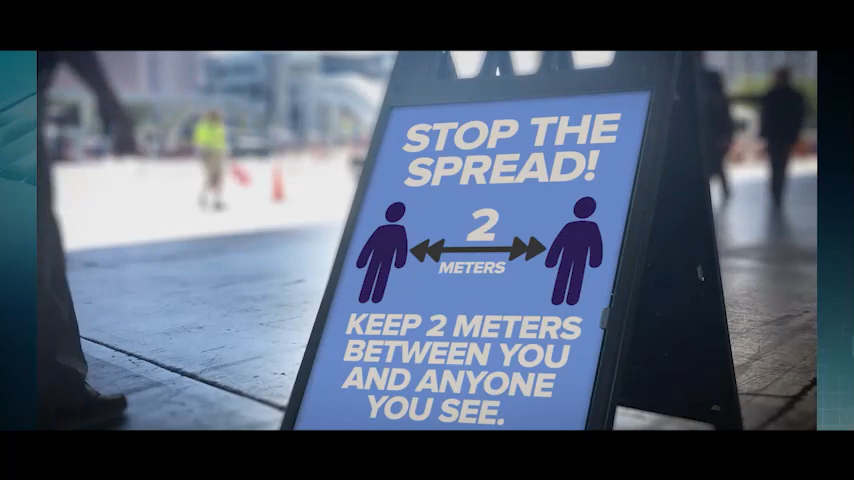 STOP THE
SPREAD!
2
METERS
KEEP 2 METERS
BETWEEN YOU
AND ANYONE
YOU SEE.